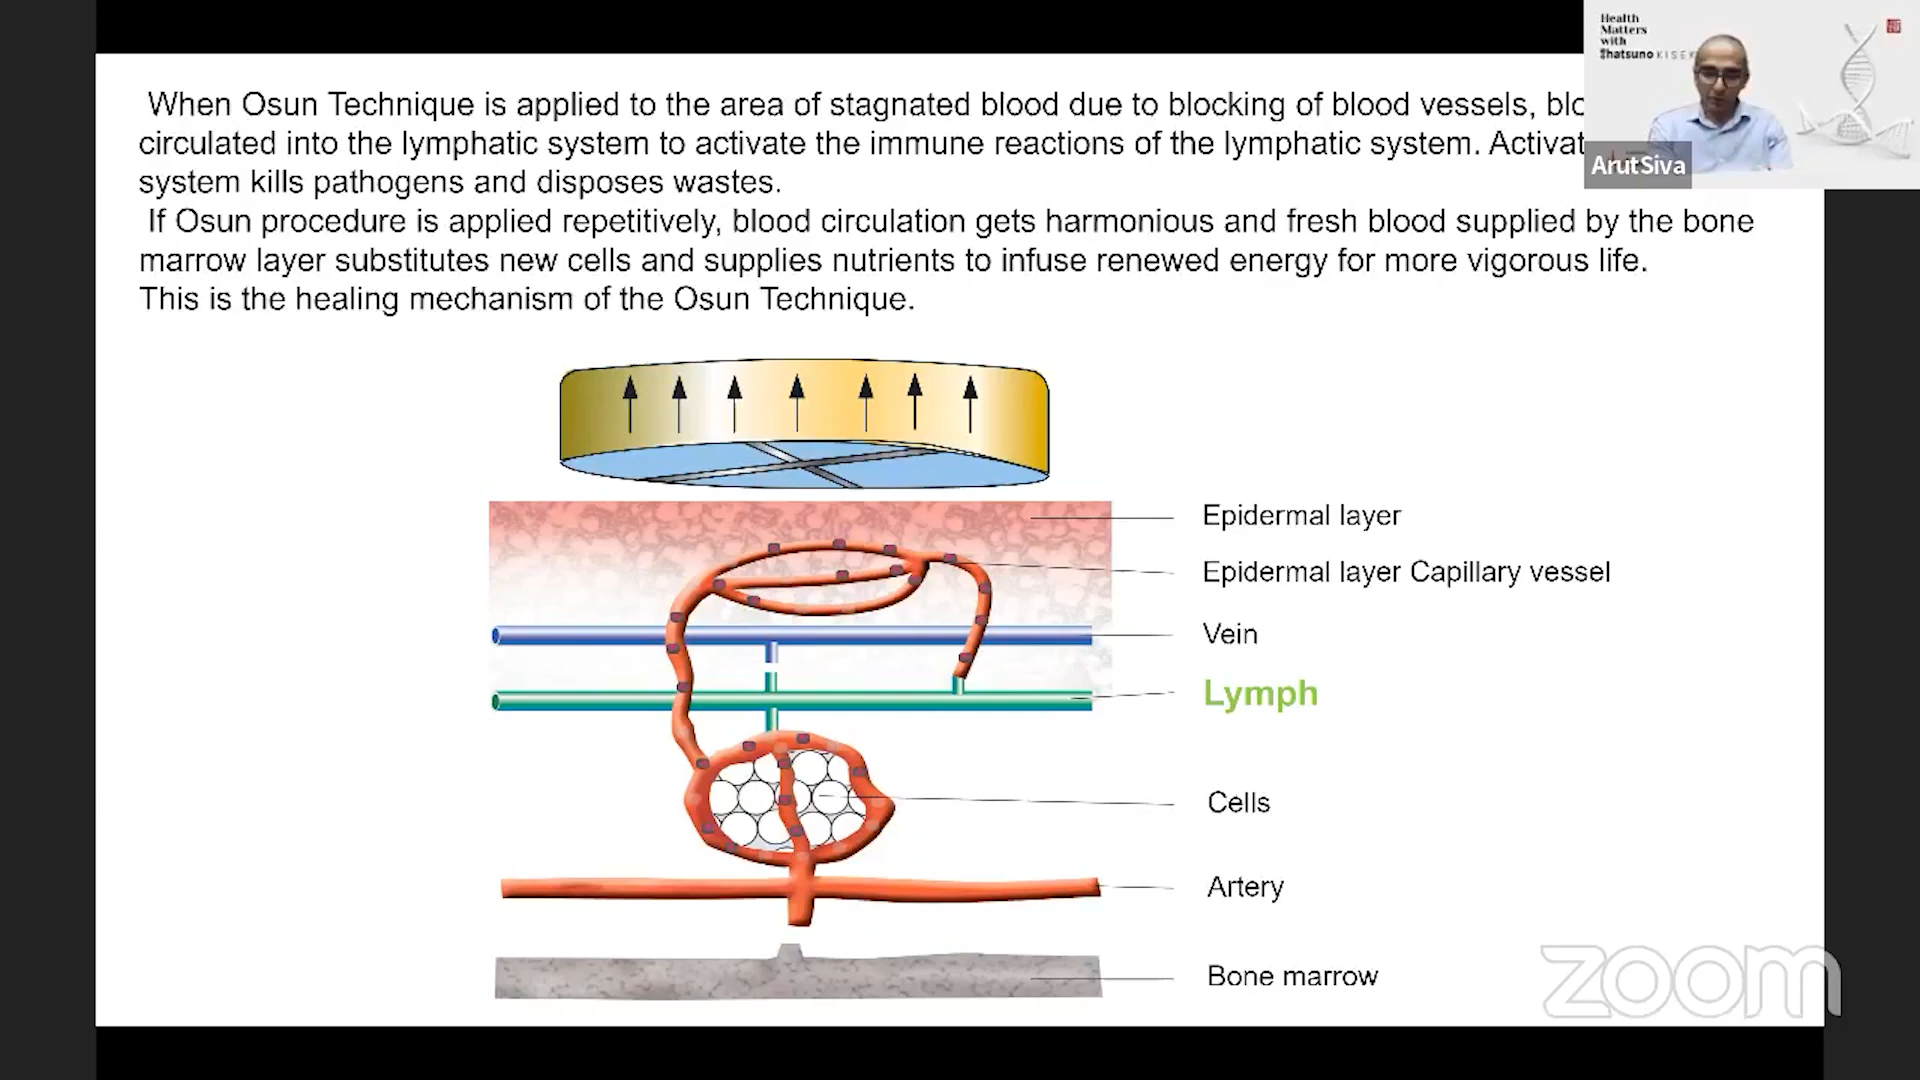 When Osun Technique is applied to the area of stagnated blood due to blocking of blood vessels,
circulated into the lymphatic system to activate the immune reactions of the lymphatic system.
system kills pathogens and disposes wastes.
If Osun procedure is applied repetitively, blood circulation gets harmonious and fresh blood supplied by the bone
marrow layer substitutes new cells and supplies nutrients to infuse renewed energy for more vigorous life.
This is the healing mechanism of the Osun Technique.
Health
Matters
with
ArutSiva
Epidermal layer
Epidermal layer Capillary vessel
Vein
Lymph
Cells
Artery
Bone marrow
zoom